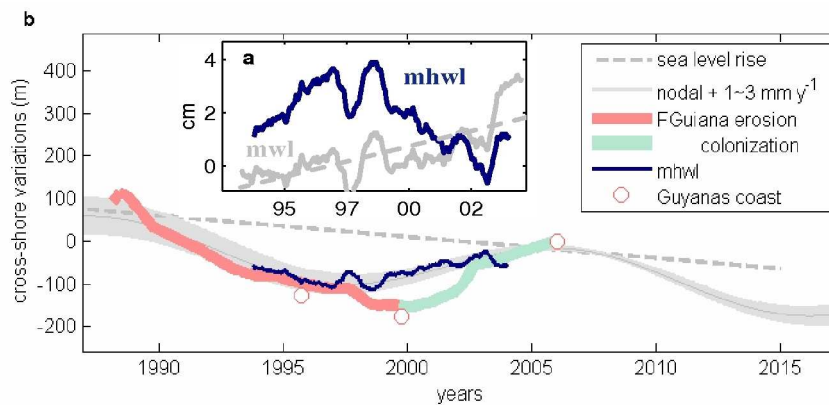 b
a
cross-shore variations (m)
400
300
200
100
0
-100
-200
1990
1995
2000
2005
2010
2015
years
cm
4
2
0
95
97
00
02
mhwl
mwl
sea level rise
nodal + 1~3 mm y⁻¹
FGuiana erosion
colonization
mhwl
Guyanas coast